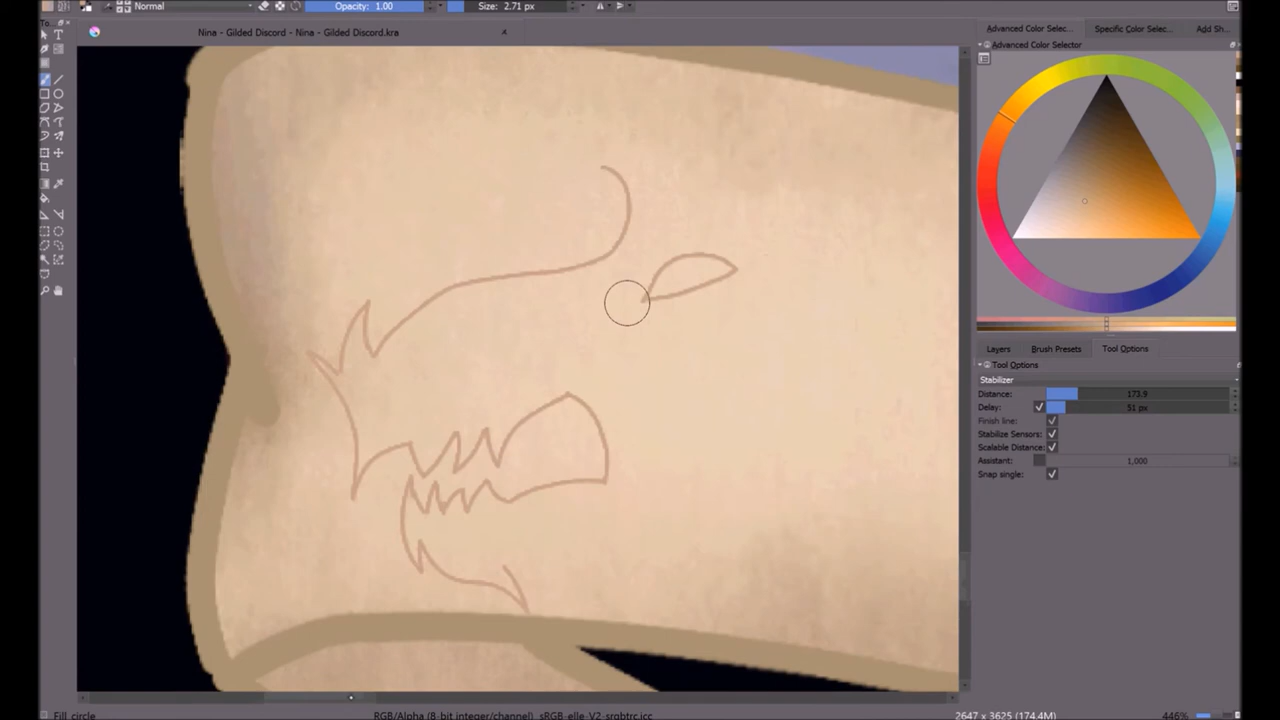 Normal
Opacity: 1.00
Size: 2.71 px
To...
Nina - Gilded Discord - Nina - Gilded Discord.kra
x
Advanced Color Selec...
Specific Color Selec...
Add Sh...
Advanced Color Selector
Layers
Brush Presets
Tool Options
Tool Options
Stabilizer
Distance:
173.9
Delay:
51 px
Finish line:
Stabilize Sensors:
Scalable Distance:
Assistant:
1,000
Snap single:
Fill_circle
RGB/Alpha (8-bit integer/channel) sRGB-elle-V2-srgbtrc.icc
2647 x 3625 (174.4M)
446%